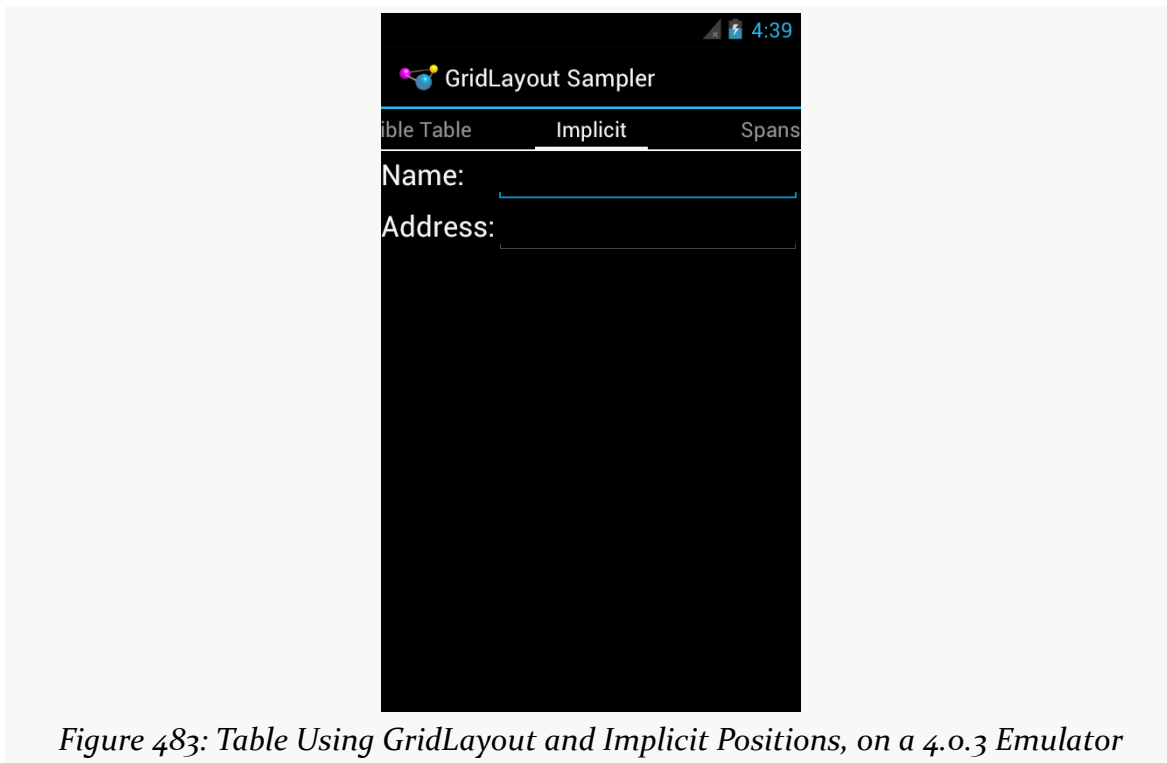 4:39
GridLayout Sampler
ible Table Implicit Spans
Name:
Address:
Figure 483: Table Using GridLayout and Implicit Positions, on a 4.0.3 Emulator